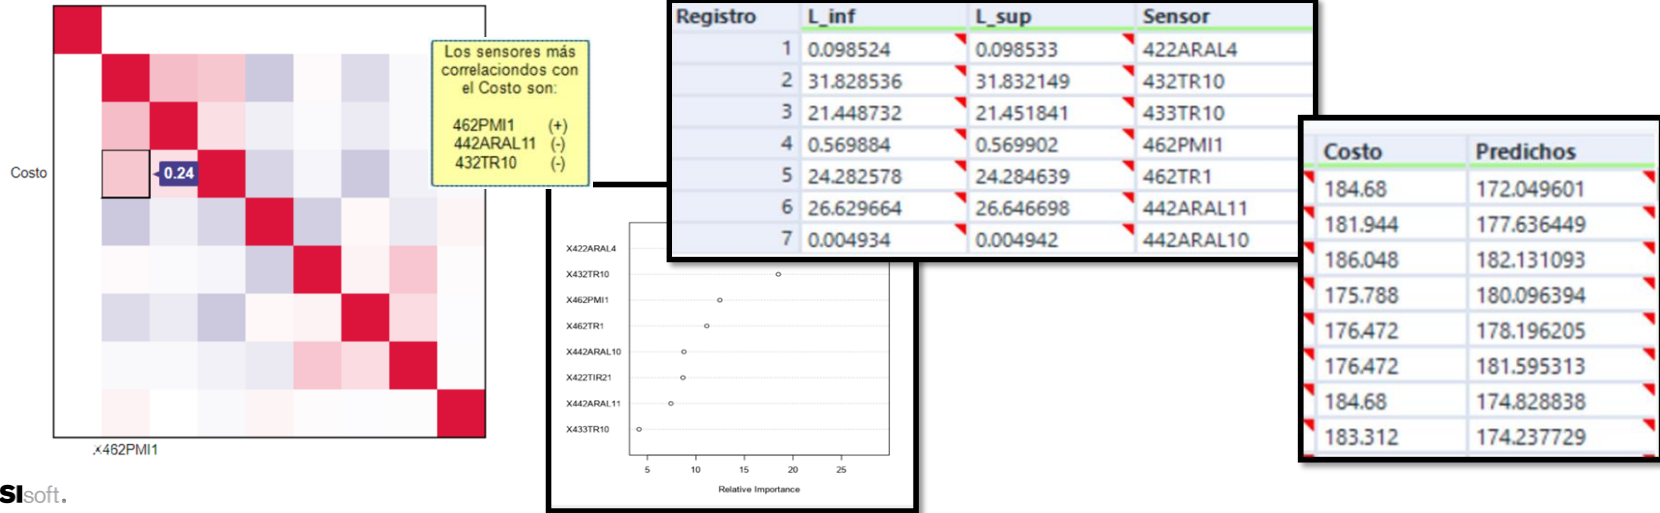 Costo
0.24
X462PMI1
SIsoft.
Los sensores más
correlaciondos con
el Costo son:
462PMI1 (+)
442ARAL11 (-)
432TR10 (-)
X422ARAL4
X432TR10
X462PMI1
X462TR1
X442ARAL10
X422TIR21
X442ARAL11
X433TR10
5 10 15 20 25
Relative Importance
Registro L_inf L_sup Sensor
1 0.098524 0.098533 422ARAL4
2 31.828536 31.832149 432TR10
3 21.448732 21.451841 433TR10
4 0.569884 0.569902 462PMI1
5 24.282578 24.284639 462TR1
6 26.629664 26.646698 442ARAL11
7 0.004934 0.004942 442ARAL10
Costo Predichos
184.68 172.049601
181.944 177.636449
186.048 182.131093
175.788 180.096394
176.472 178.196205
176.472 181.595313
184.68 174.828838
183.312 174.237729